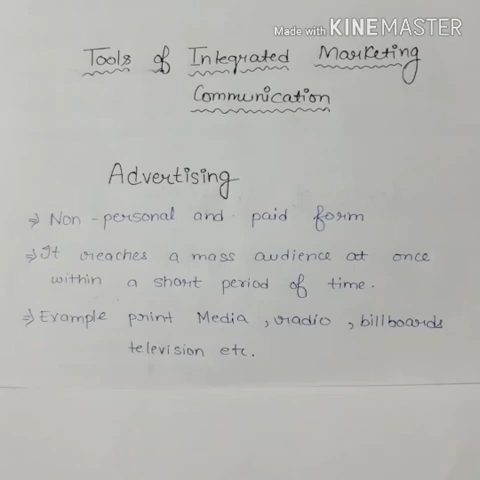 Made with KINEMASTER
Tools of Integrated Marketing
Communication
Advertising
⇒ Non-personal and paid form
⇒ It reaches a mass audience at once
within a short period of time.
⇒ Example print Media, radio, billboards
television etc.